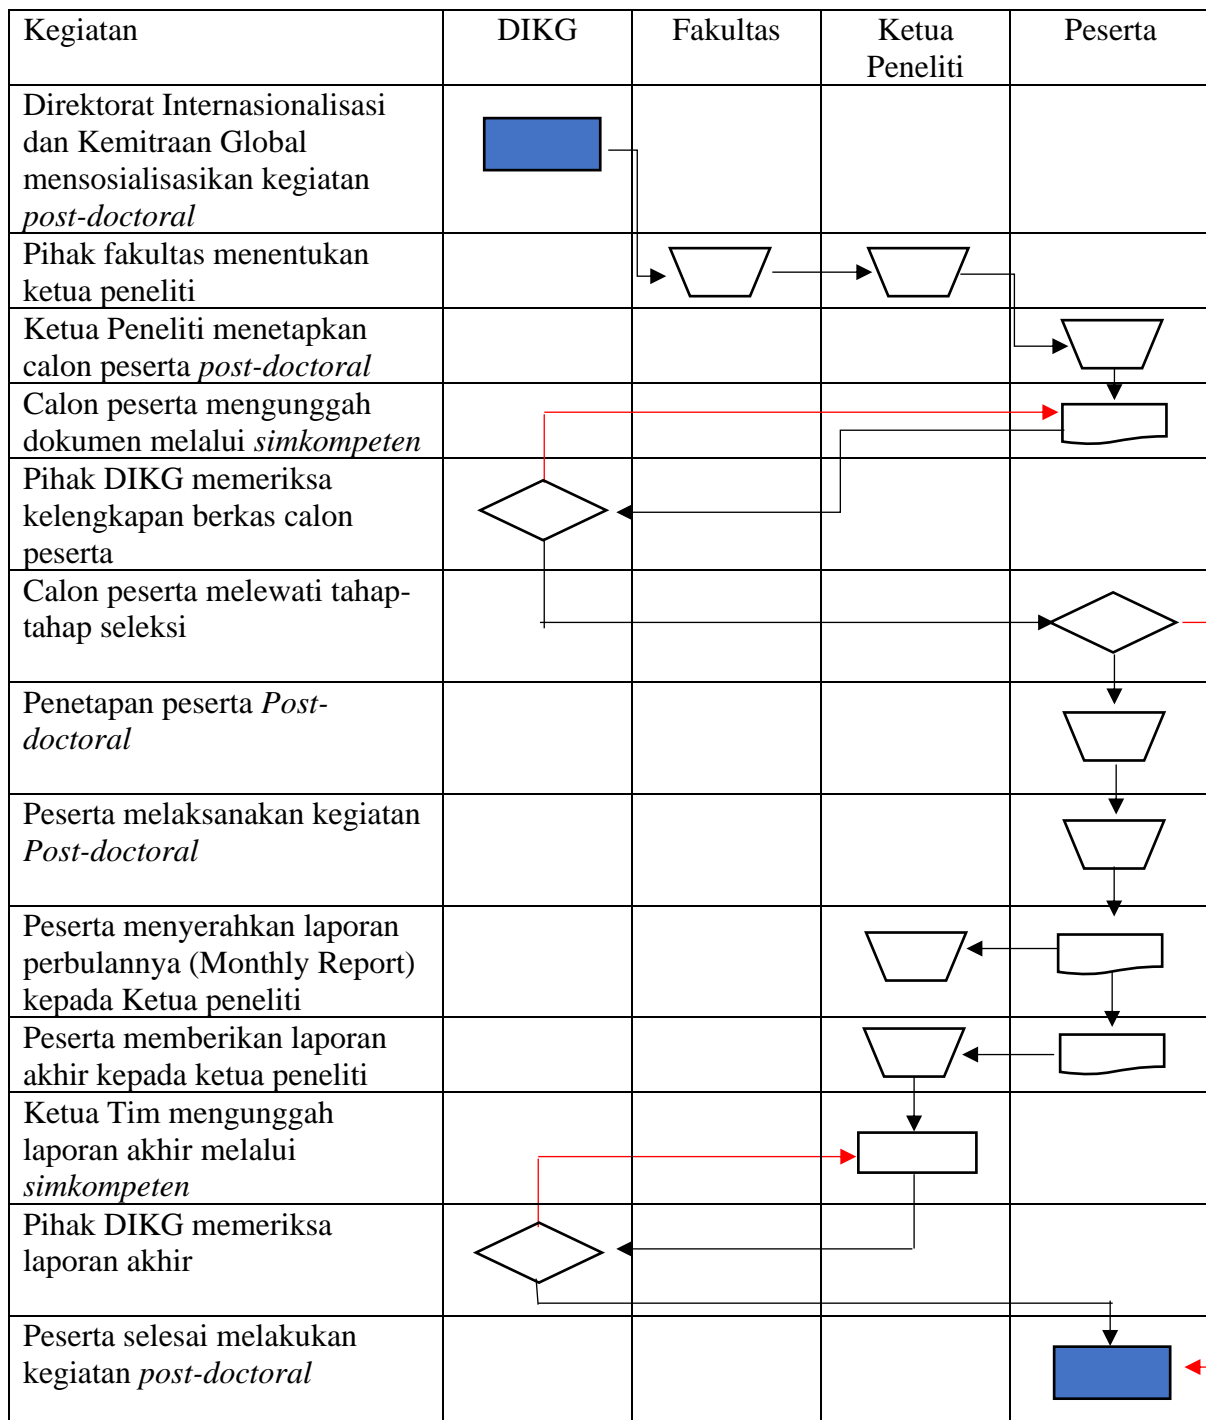 Kegiatan DIKG Fakultas Ketua Peserta
Peneliti
Direktorat Internasionalisasi
dan Kemitraan Global
mensosialisasikan kegiatan
post-doctoral
Pihak fakultas menentukan
ketua peneliti
Ketua Peneliti menetapkan
calon peserta post-doctoral
Calon peserta mengunggah
dokumen melalui simkompeten
Pihak DIKG memeriksa
kelengkapan berkas calon
peserta
Calon peserta melewati tahap-
tahap seleksi
Penetapan peserta Post-
doctoral
Peserta melaksanakan kegiatan
Post-doctoral
Peserta menyerahkan laporan
perbulannya (Monthly Report)
kepada Ketua peneliti
Peserta memberikan laporan
akhir kepada ketua peneliti
Ketua Tim mengunggah
laporan akhir melalui
simkompeten
Pihak DIKG memeriksa
laporan akhir
Peserta selesai melakukan
kegiatan post-doctoral